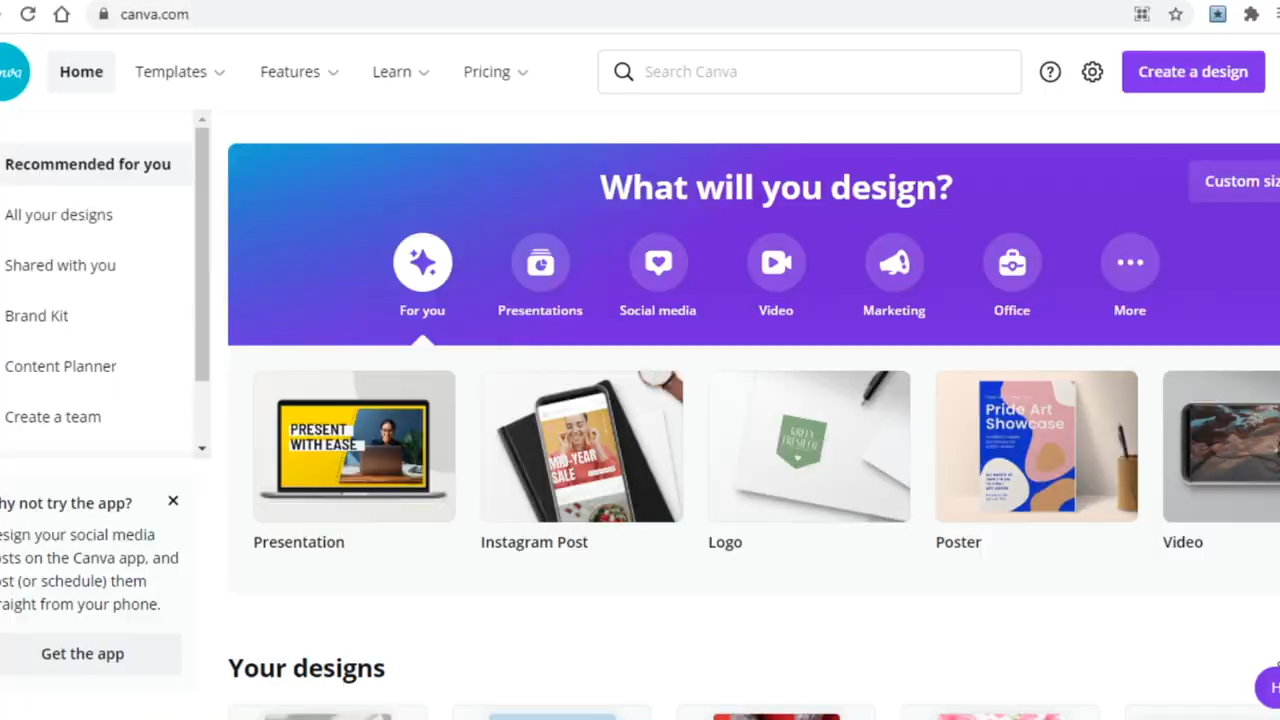 canva.com
Home
Templates
Features
Learn
Pricing
Search Canva
Create a design
Recommended for you
All your designs
Shared with you
Brand Kit
Content Planner
Create a team
hy not try the app?
esign your social media
osts on the Canva app, and
ost (or schedule) them
raight from your phone.
Get the app
What will you design?
Custom siz
For you
Presentations
Social media
Video
Marketing
Office
More
PRESENT
WITH EASE
MID-YEAR
SALE
GREEN
Pride Art
Showcase
Presentation
Instagram Post
Logo
Poster
Video
Your designs
H